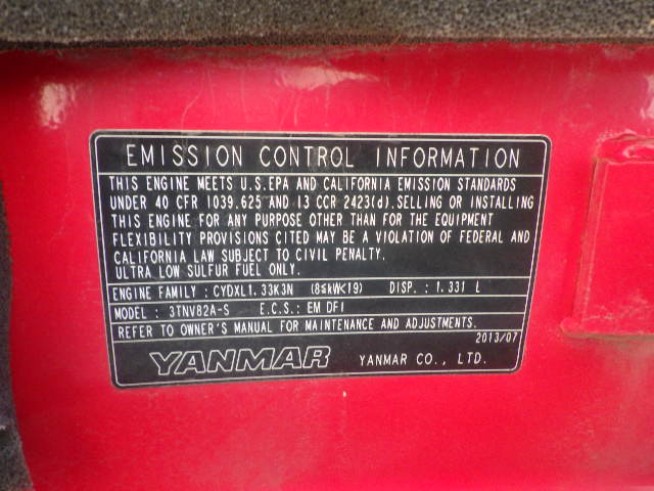 EMISSION CONTROL INFORMATION
THIS ENGINE MEETS U.S.EPA AND CALIFORNIA EMISSION STANDARDS
UNDER 40 CFR 1039.625 AND 13 CCR 2423(d).SELLING OR INSTALLING
THIS ENGINE FOR ANY PURPOSE OTHER THAN FOR THE EQUIPMENT
FLEXIBILITY PROVISIONS CITED MAY BE A VIOLATION OF FEDERAL AND
CALIFORNIA LAW SUBJECT TO CIVIL PENALTY.
ULTRA LOW SULFUR FUEL ONLY.
ENGINE FAMILY : CYDXL1.33K3N (8≤kW<19) DISP. : 1.331 L
MODEL : 3TNV82A-S E.C.S.: EM DFI
REFER TO OWNER'S MANUAL FOR MAINTENANCE AND ADJUSTMENTS.
2013/07
YANMAR YANMAR CO., LTD.